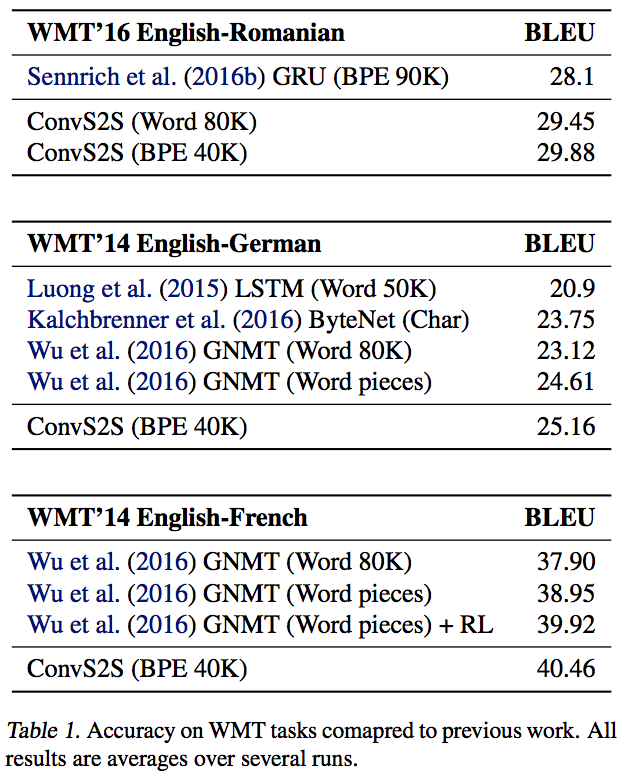 WMT’16 English-Romanian BLEU
Sennrich et al. (2016b) GRU (BPE 90K) 28.1
ConvS2S (Word 80K) 29.45
ConvS2S (BPE 40K) 29.88
WMT’14 English-German BLEU
Luong et al. (2015) LSTM (Word 50K) 20.9
Kalchbrenner et al. (2016) ByteNet (Char) 23.75
Wu et al. (2016) GNMT (Word 80K) 23.12
Wu et al. (2016) GNMT (Word pieces) 24.61
ConvS2S (BPE 40K) 25.16
WMT’14 English-French BLEU
Wu et al. (2016) GNMT (Word 80K) 37.90
Wu et al. (2016) GNMT (Word pieces) 38.95
Wu et al. (2016) GNMT (Word pieces) + RL 39.92
ConvS2S (BPE 40K) 40.46
Table 1. Accuracy on WMT tasks comapred to previous work. All
results are averages over several runs.